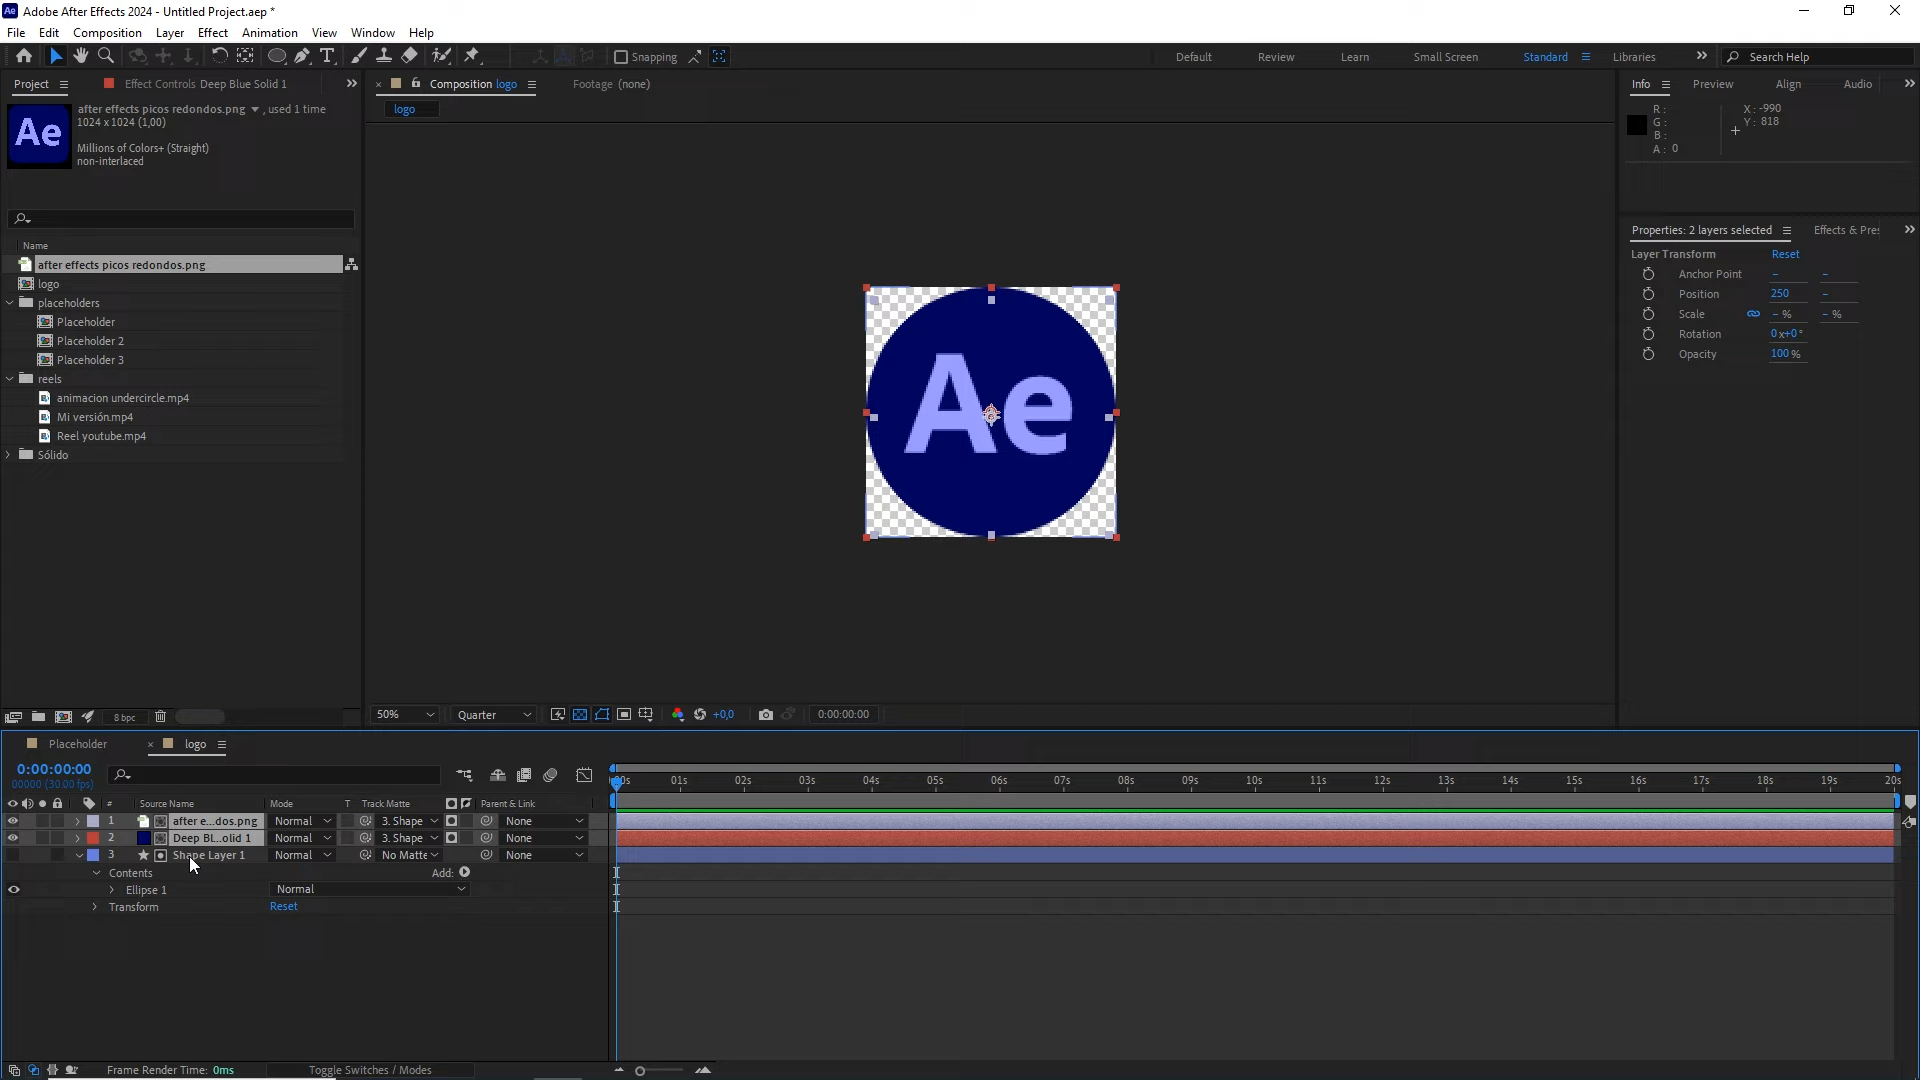 Ae Adobe After Effects 2024 - Untitled Project.aep *
File Edit Composition Layer Effect Animation View Window Help
Snapping Default Review Learn Small Screen Standard Libraries Search Help
Project Effect Controls Deep Blue Solid 1
after effects picos redondos.png , used 1 time
1024 x 1024 (1,00)
Millions of Colors+ (Straight)
non-interlaced
Ae
Name
after effects picos redondos.png
logo
placeholders
Placeholder
Placeholder 2
Placeholder 3
reels
animacion undercircle.mp4
Mi versión.mp4
Reel youtube.mp4
Sólido
8 bpc
Composition logo Footage (none)
logo
Ae
50% Quarter +0,0 0:00:00:00
Info Preview Align Audio
R : X : -990
G : Y : 818
B :
A : 0
Properties: 2 layers selected Effects & Pre
Layer Transform Reset
Anchor Point – –
Position 250 –
Scale – % – %
Rotation 0x+0°
Opacity 100 %
Placeholder logo
0:00:00:00
00000 (30.00 fps)
# Source Name Mode T Track Matte Parent & Link
1 after e...dos.png Normal 3. Shape None
2 Deep Bl...olid 1 Normal 3. Shape None
3 Shape Layer 1 Normal No Matte None
Contents Add:
Ellipse 1 Normal
Transform Reset
01s 02s 03s 04s 05s 06s 07s 08s 09s 10s 11s 12s 13s 14s 15s 16s 17s 18s 19s 20s
Frame Render Time: 0ms Toggle Switches / Modes